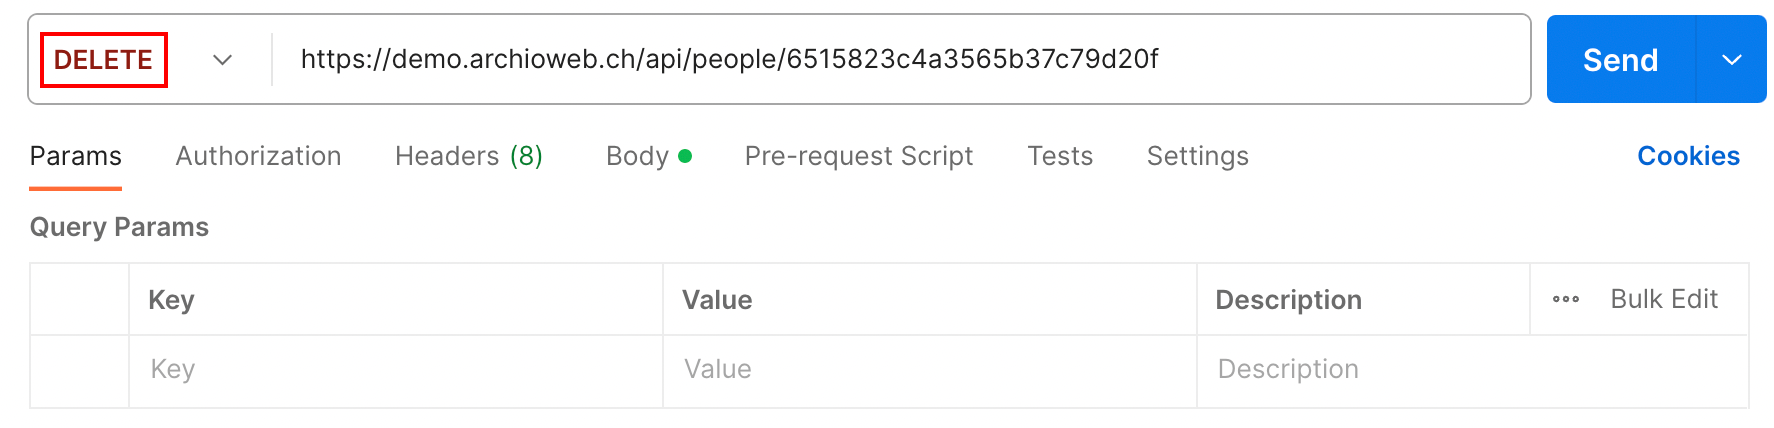 DELETE https://demo.archioweb.ch/api/people/6515823c4a3565b37c79d20f Send
Params Authorization Headers (8) Body Pre-request Script Tests Settings Cookies
Query Params
Key Value Description Bulk Edit
Key Value Description